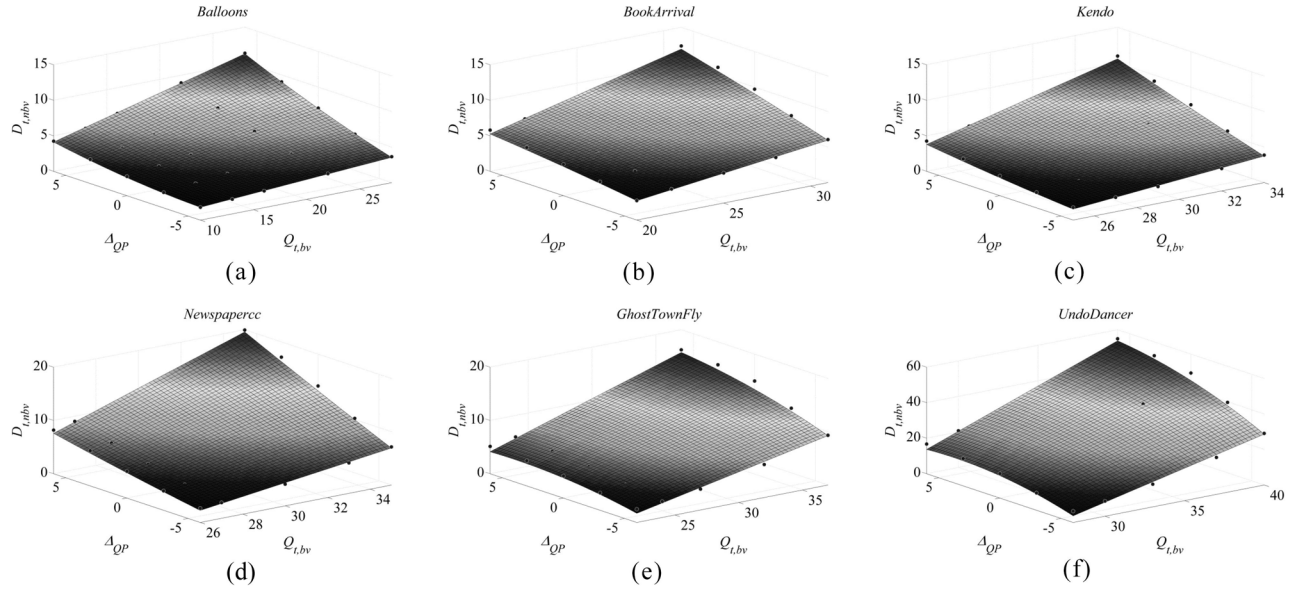 Balloons
15
10
5
0
D_{t,nbv}
5
0
-5
Δ_{QP}
10
15
20
25
Q_{t,bv}
(a)
BookArrival
15
10
5
0
D_{t,nbv}
5
0
-5
Δ_{QP}
20
25
30
Q_{t,bv}
(b)
Kendo
15
10
5
0
D_{t,nbv}
5
0
-5
Δ_{QP}
26
28
30
32
34
Q_{t,bv}
(c)
Newspapercc
20
10
0
D_{t,nbv}
5
0
-5
Δ_{QP}
26
28
30
32
34
Q_{t,bv}
(d)
GhostTownFly
20
10
0
D_{t,nbv}
5
0
-5
Δ_{QP}
25
30
35
Q_{t,bv}
(e)
UndoDancer
60
40
20
0
D_{t,nbv}
5
0
-5
Δ_{QP}
30
35
40
Q_{t,bv}
(f)